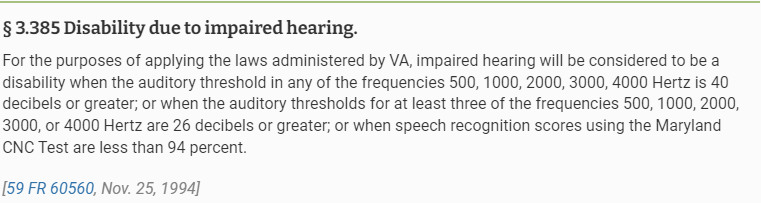 § 3.385 Disability due to impaired hearing.
For the purposes of applying the laws administered by VA, impaired hearing will be considered to be a
disability when the auditory threshold in any of the frequencies 500, 1000, 2000, 3000, 4000 Hertz is 40
decibels or greater; or when the auditory thresholds for at least three of the frequencies 500, 1000, 2000,
3000, or 4000 Hertz are 26 decibels or greater; or when speech recognition scores using the Maryland
CNC Test are less than 94 percent.
[59 FR 60560, Nov. 25, 1994]